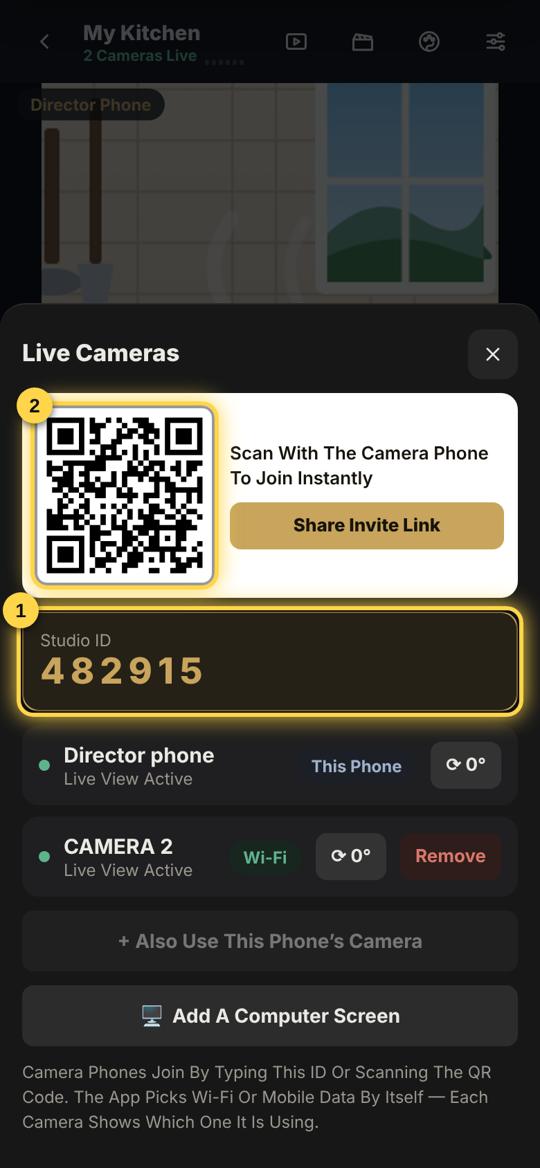 My Kitchen
2 Cameras Live
Director Phone
Live Cameras
2
Scan With The Camera Phone
To Join Instantly
Share Invite Link
1
Studio ID
482915
Director phone
Live View Active
This Phone
⟳ 0°
CAMERA 2
Live View Active
Wi-Fi
⟳ 0°
Remove
+ Also Use This Phone’s Camera
Add A Computer Screen
Camera Phones Join By Typing This ID Or Scanning The QR
Code. The App Picks Wi-Fi Or Mobile Data By Itself — Each
Camera Shows Which One It Is Using.